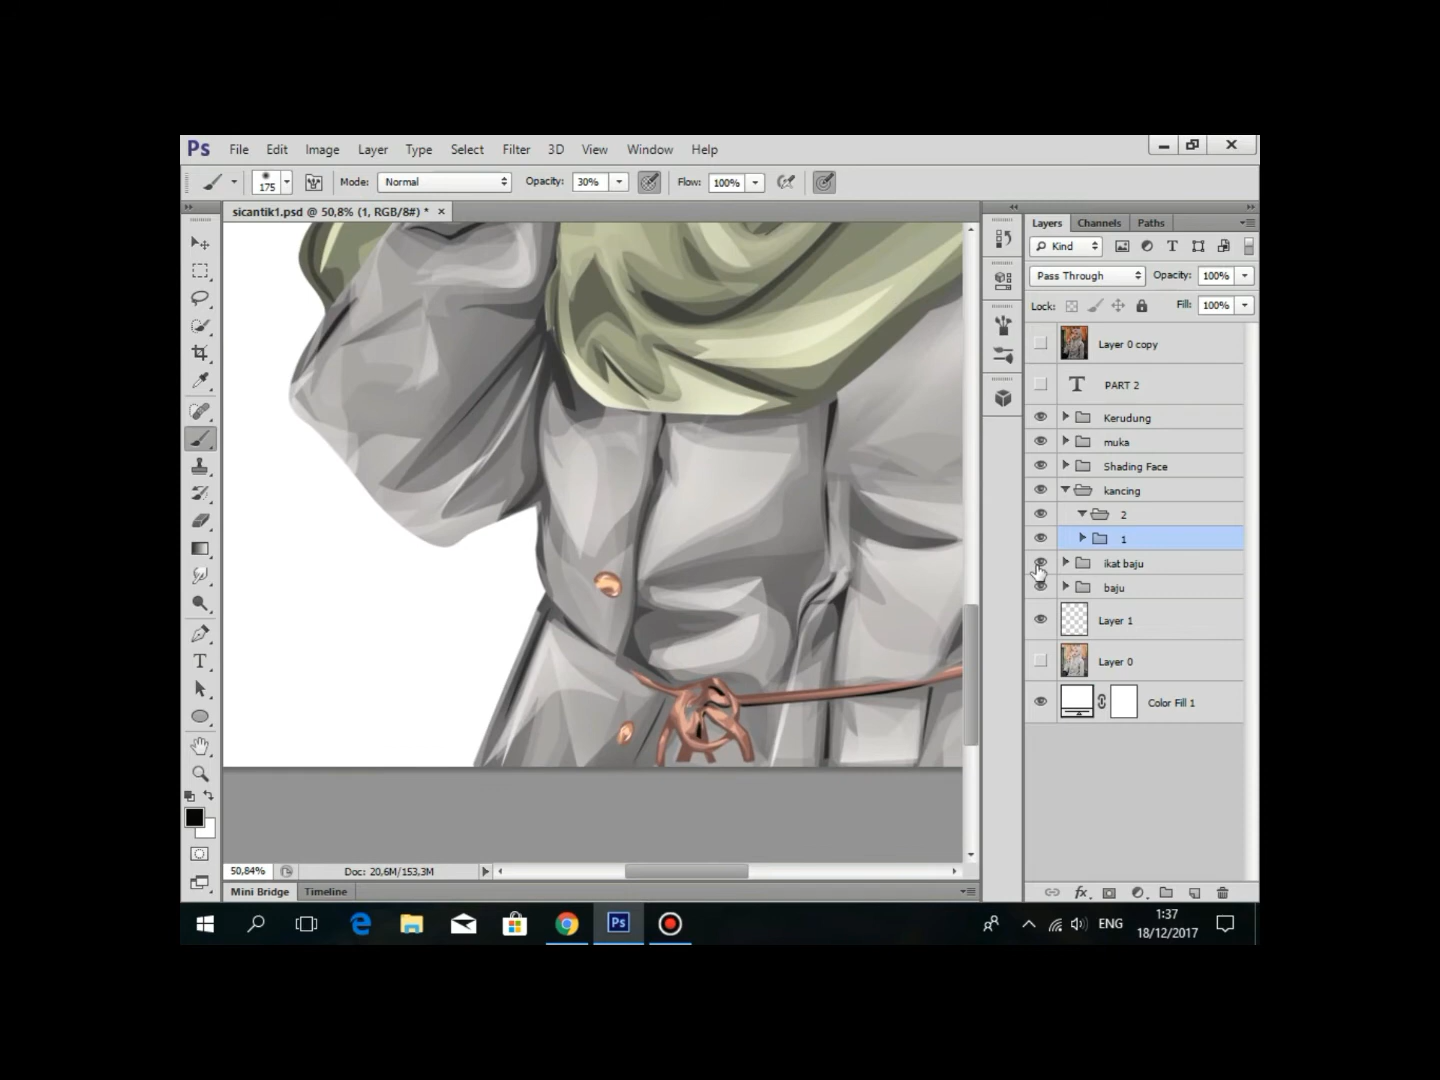 Ps File Edit Image Layer Type Select Filter 3D View Window Help
175 Mode: Normal Opacity: 30% Flow: 100%
sicantik1.psd @ 50,8% (1, RGB/8#) * ×
Layers Channels Paths
Kind T
Pass Through Opacity: 100%
Lock: Fill: 100%
Layer 0 copy
T PART 2
Kerudung
muka
Shading Face
kancing
2
1
ikat baju
baju
Layer 1
Layer 0
Color Fill 1
T
50,84% Doc: 20,6M/153,3M
Mini Bridge Timeline
fx
Ps ENG 1:37
18/12/2017